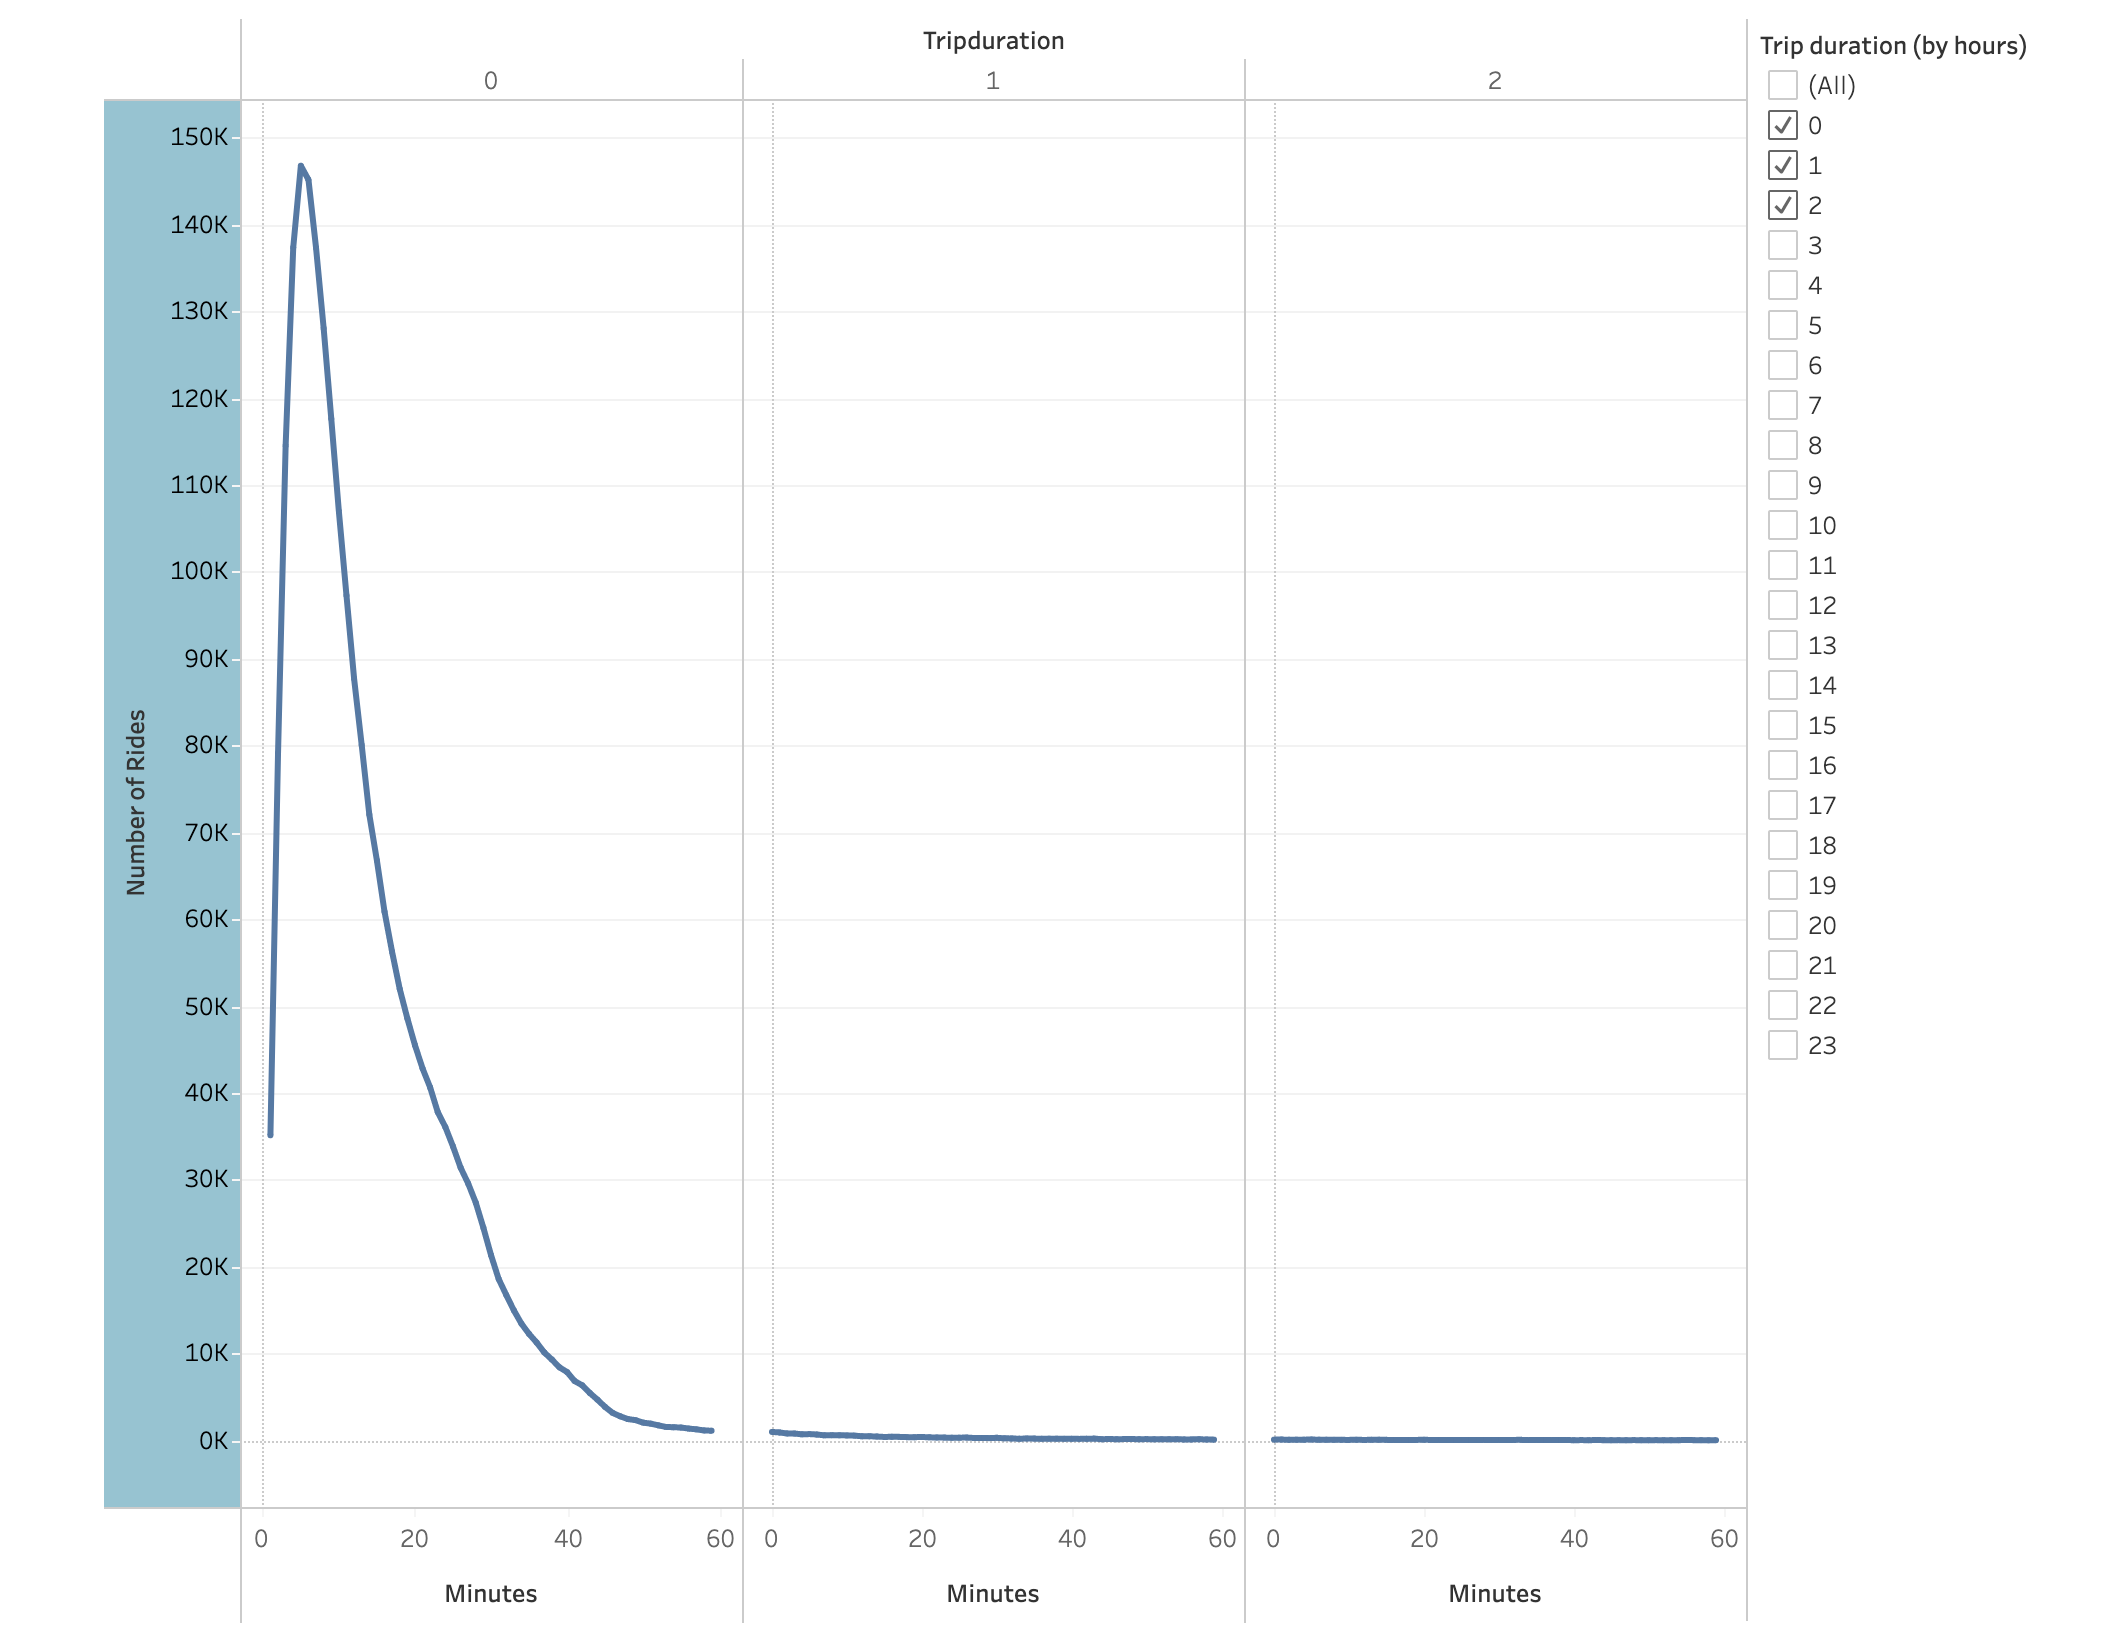 Tripduration
0 1 2
Number of Rides
150K
140K
130K
120K
110K
100K
90K
80K
70K
60K
50K
40K
30K
20K
10K
0K
0 20 40 60 0 20 40 60 0 20 40 60
Minutes Minutes Minutes
Trip duration (by hours)
(All)
0
1
2
3
4
5
6
7
8
9
10
11
12
13
14
15
16
17
18
19
20
21
22
23